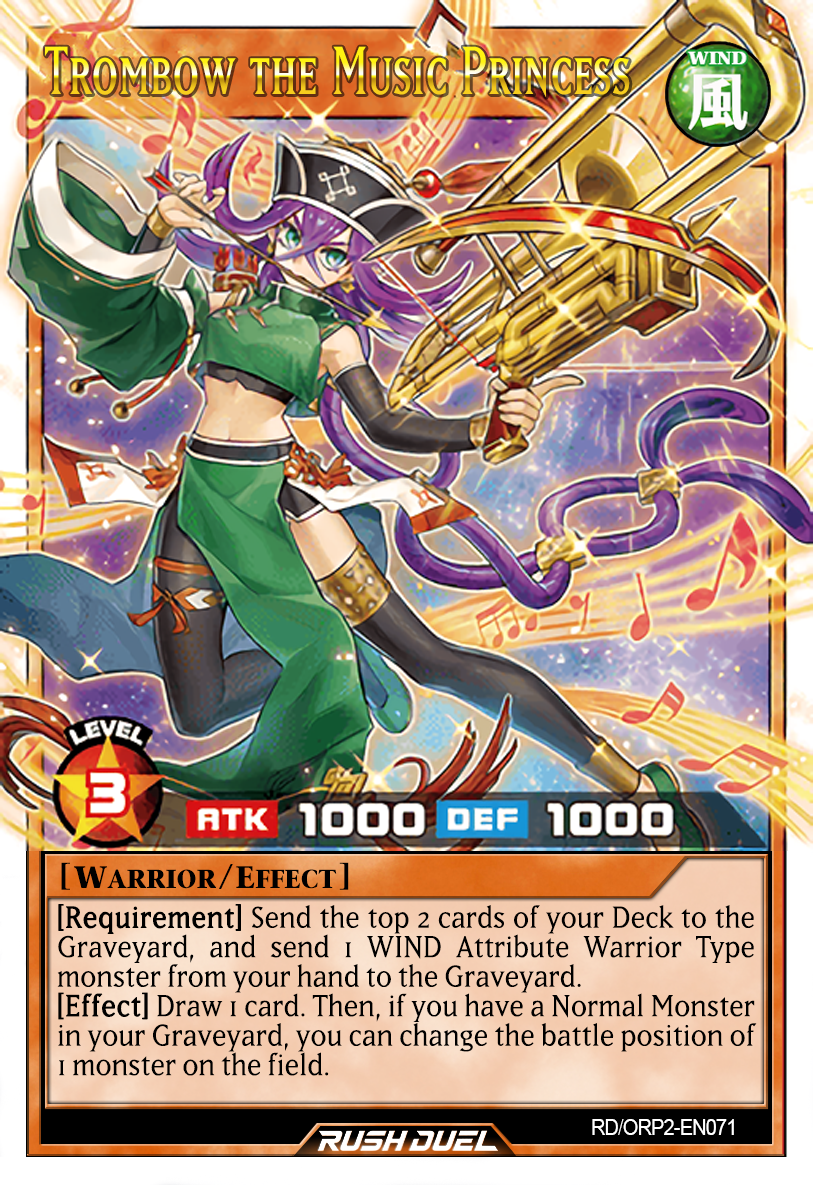 Trombow the Music Princess
WIND
風
LEVEL
3
ATK 1000 DEF 1000
[Warrior/Effect]
[Requirement] Send the top 2 cards of your Deck to the
Graveyard, and send 1 WIND Attribute Warrior Type
monster from your hand to the Graveyard.
[Effect] Draw 1 card. Then, if you have a Normal Monster
in your Graveyard, you can change the battle position of
1 monster on the field.
RD/ORP2-EN071
RUSH DUEL